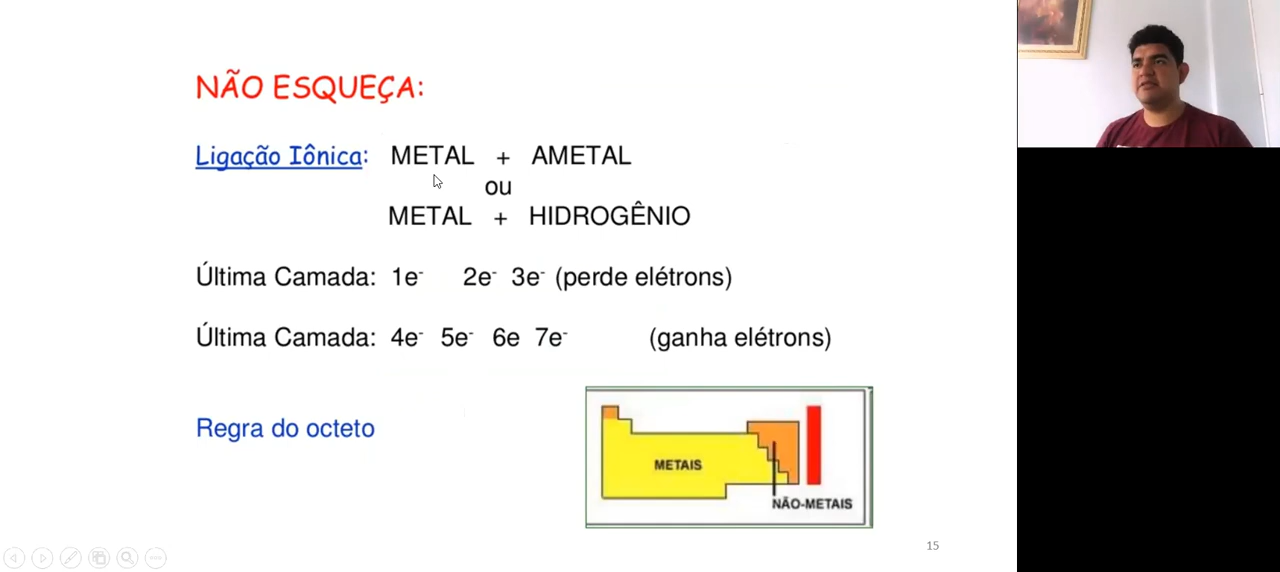 NÃO ESQUEÇA:
Ligação Iônica: METAL + AMETAL
ou
METAL + HIDROGÊNIO
Última Camada: 1e- 2e- 3e- (perde elétrons)
Última Camada: 4e- 5e- 6e 7e- (ganha elétrons)
Regra do octeto
METAIS
NÃO-METAIS
15